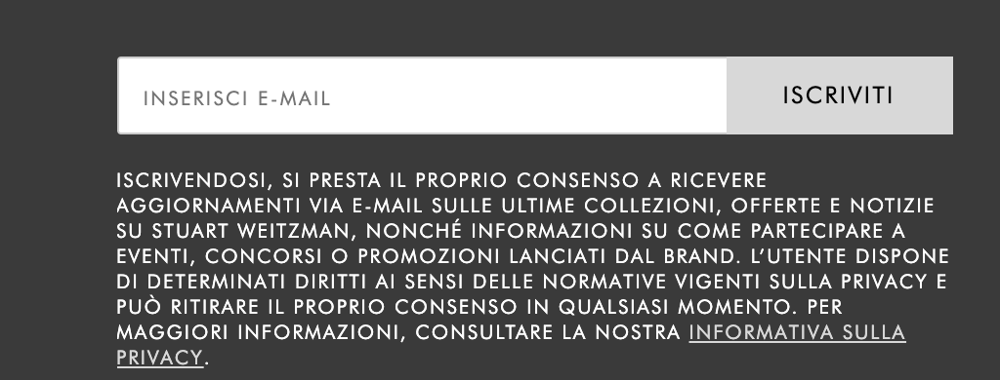 INSERISCI E-MAIL
ISCRIVITI
ISCRIVENDOSI, SI PRESTA IL PROPRIO CONSENSO A RICEVERE
AGGIORNAMENTI VIA E-MAIL SULLE ULTIME COLLEZIONI, OFFERTE E NOTIZIE
SU STUART WEITZMAN, NONCHÉ INFORMAZIONI SU COME PARTECIPARE A
EVENTI, CONCORSI O PROMOZIONI LANCIATI DAL BRAND. L’UTENTE DISPONE
DI DETERMINATI DIRITTI AI SENSI DELLE NORMATIVE VIGENTI SULLA PRIVACY E
PUÒ RITIRARE IL PROPRIO CONSENSO IN QUALSIASI MOMENTO. PER
MAGGIORI INFORMAZIONI, CONSULTARE LA NOSTRA INFORMATIVA SULLA
PRIVACY.